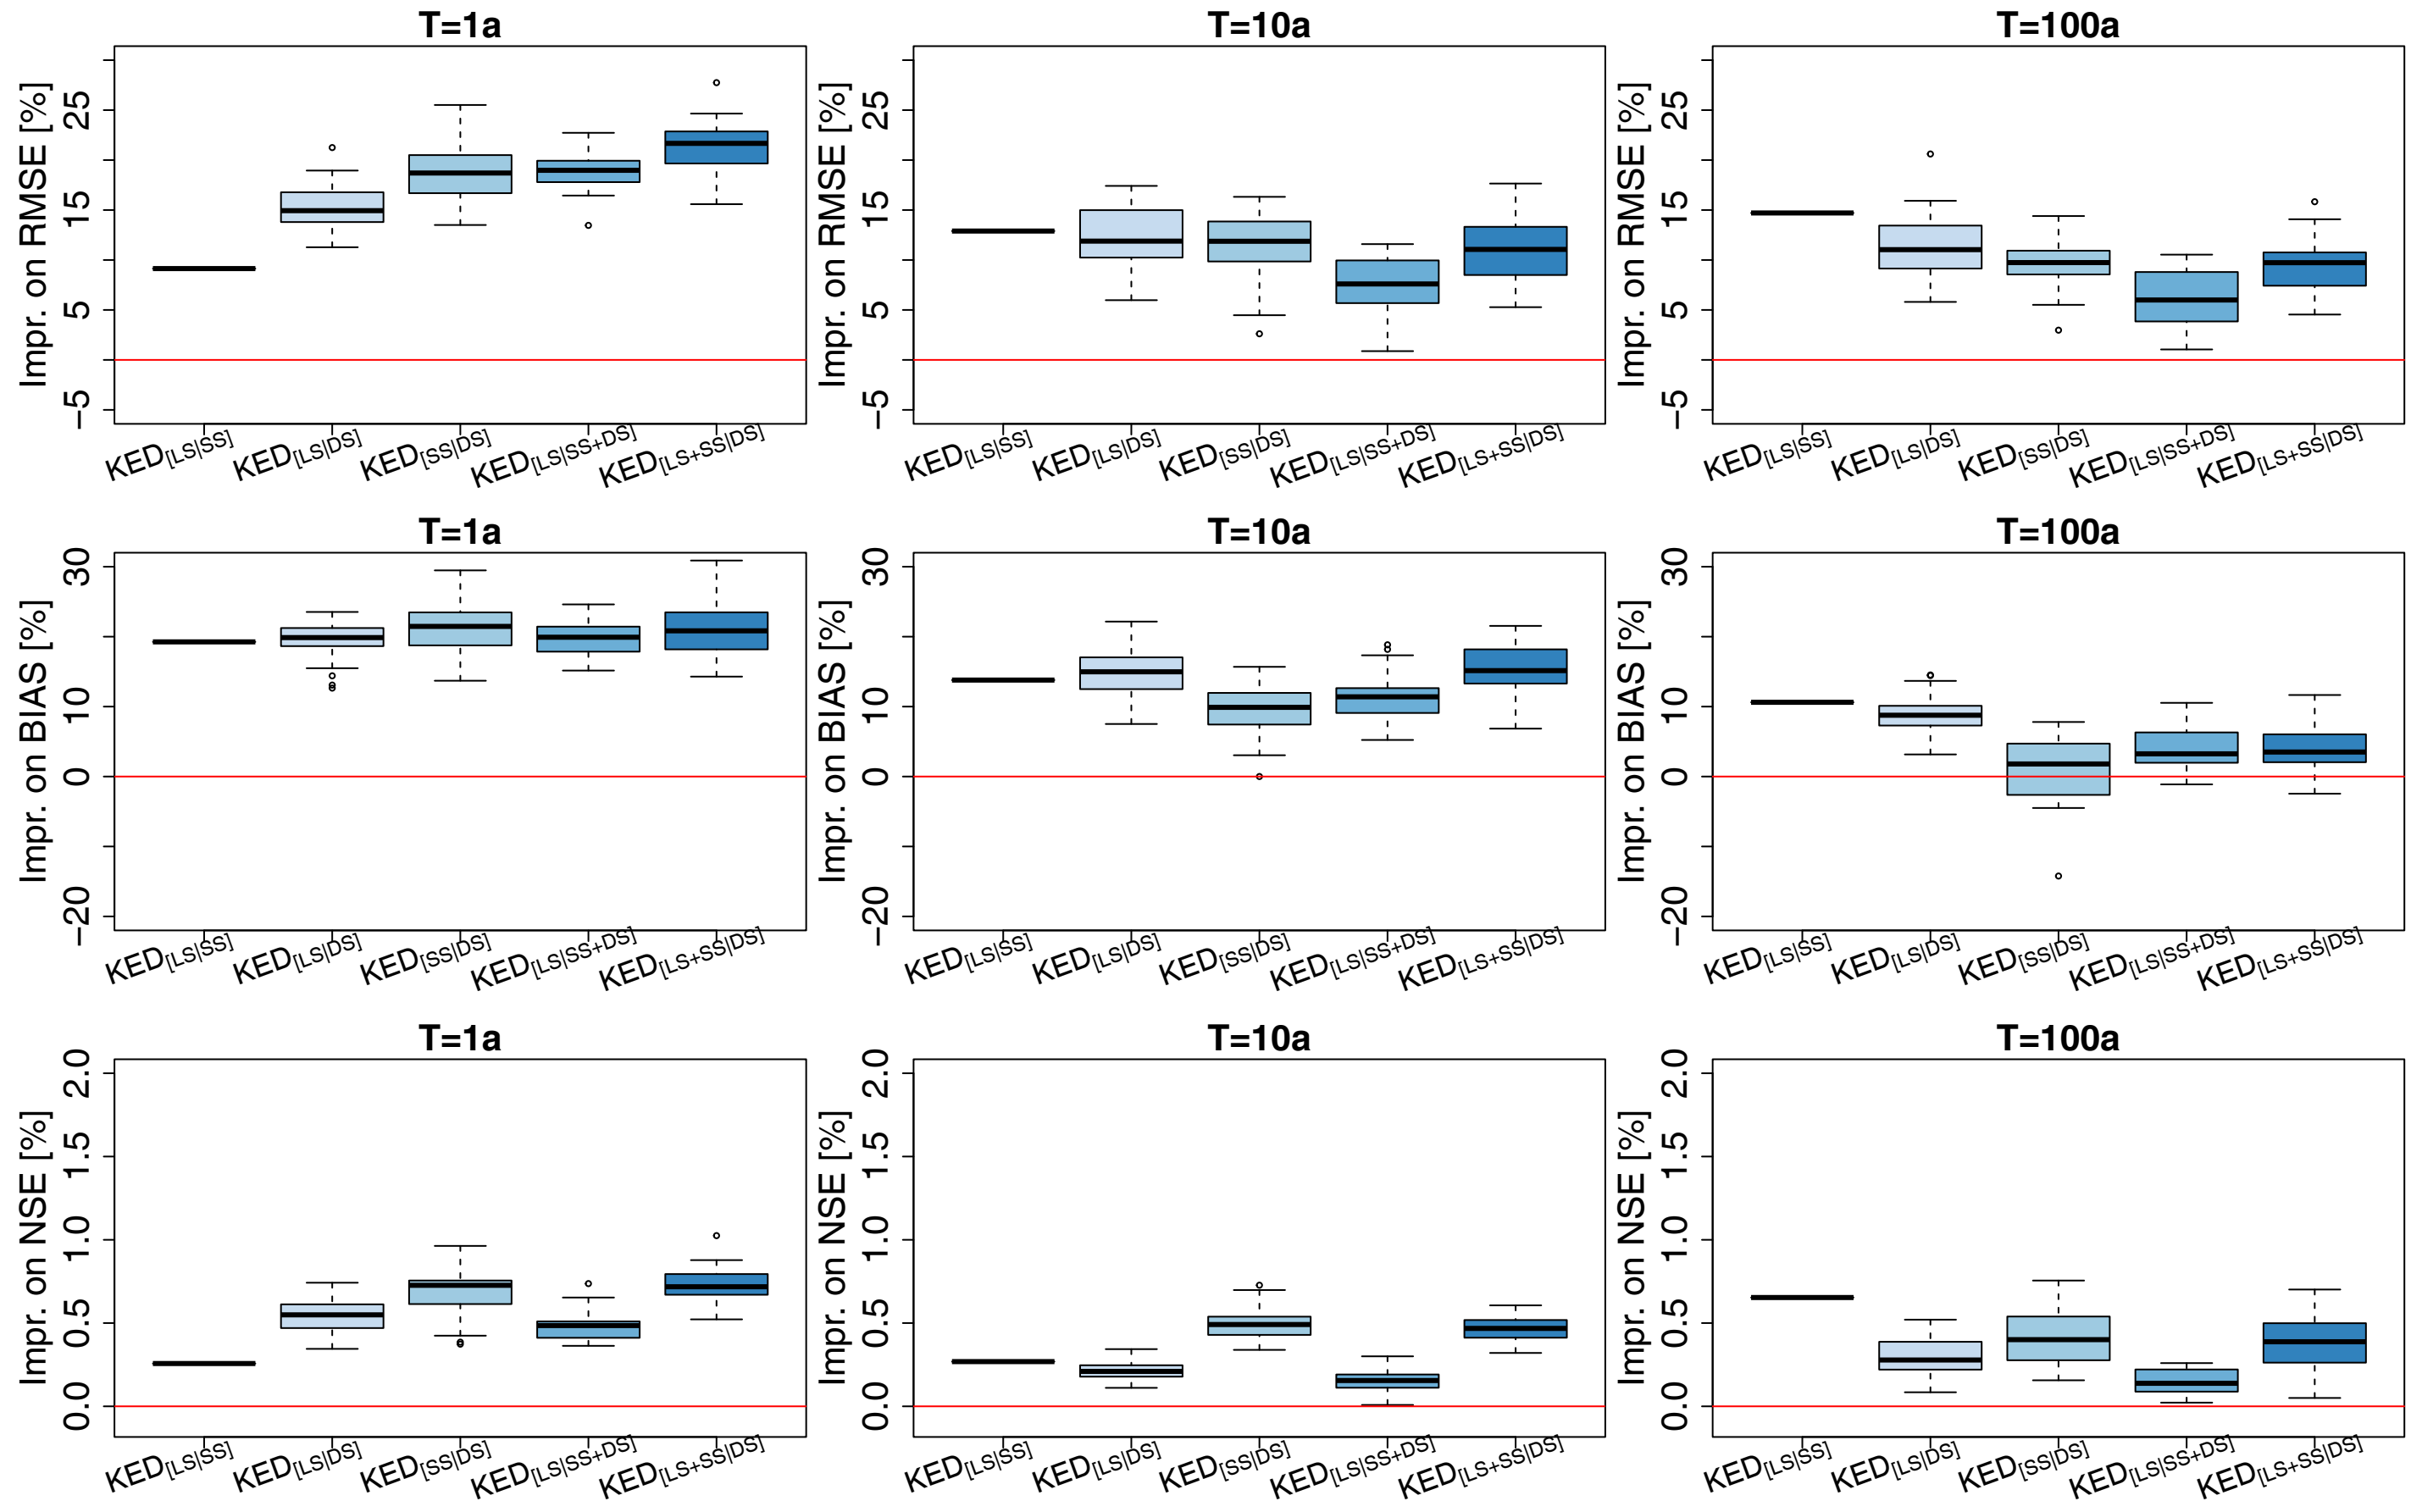 T=1a T=10a T=100a
Impr. on RMSE [%] −5 5 15 25 Impr. on RMSE [%] −5 5 15 25 Impr. on RMSE [%] −5 5 15 25
KED[LS|SS] KED[LS|DS] KED[SS|DS] KED[LS|SS+DS] KED[LS+SS|DS] KED[LS|SS] KED[LS|DS] KED[SS|DS] KED[LS|SS+DS] KED[LS+SS|DS] KED[LS|SS] KED[LS|DS] KED[SS|DS] KED[LS|SS+DS] KED[LS+SS|DS]
T=1a T=10a T=100a
Impr. on BIAS [%] −20 0 10 30 Impr. on BIAS [%] −20 0 10 30 Impr. on BIAS [%] −20 0 10 30
KED[LS|SS] KED[LS|DS] KED[SS|DS] KED[LS|SS+DS] KED[LS+SS|DS] KED[LS|SS] KED[LS|DS] KED[SS|DS] KED[LS|SS+DS] KED[LS+SS|DS] KED[LS|SS] KED[LS|DS] KED[SS|DS] KED[LS|SS+DS] KED[LS+SS|DS]
T=1a T=10a T=100a
Impr. on NSE [%] 0.0 0.5 1.0 1.5 2.0 Impr. on NSE [%] 0.0 0.5 1.0 1.5 2.0 Impr. on NSE [%] 0.0 0.5 1.0 1.5 2.0
KED[LS|SS] KED[LS|DS] KED[SS|DS] KED[LS|SS+DS] KED[LS+SS|DS] KED[LS|SS] KED[LS|DS] KED[SS|DS] KED[LS|SS+DS] KED[LS+SS|DS] KED[LS|SS] KED[LS|DS] KED[SS|DS] KED[LS|SS+DS] KED[LS+SS|DS]